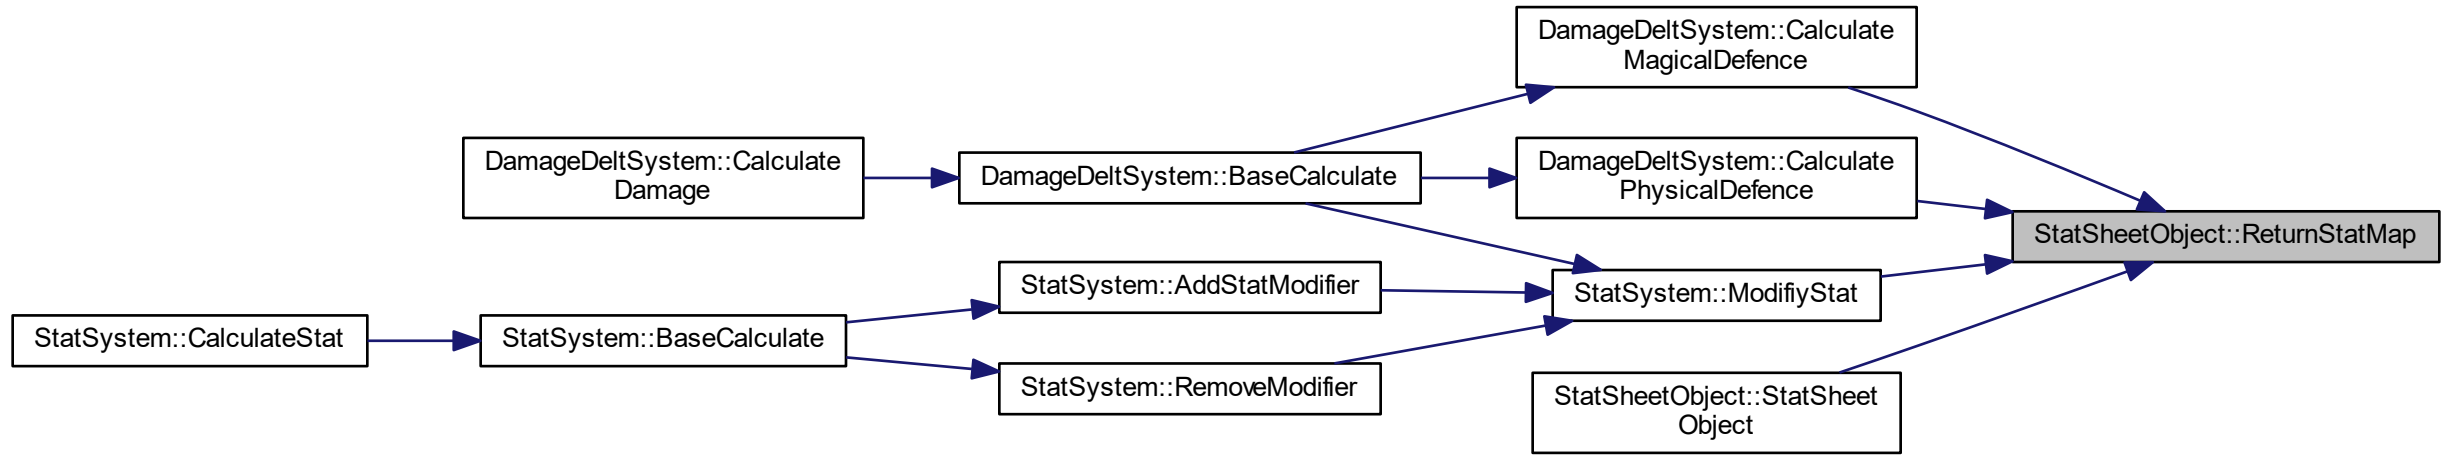 DamageDeltSystem::Calculate
MagicalDefence
DamageDeltSystem::Calculate
Damage
DamageDeltSystem::BaseCalculate
DamageDeltSystem::Calculate
PhysicalDefence
StatSheetObject::ReturnStatMap
StatSystem::AddStatModifier
StatSystem::ModifiyStat
StatSystem::CalculateStat
StatSystem::BaseCalculate
StatSystem::RemoveModifier
StatSheetObject::StatSheet
Object